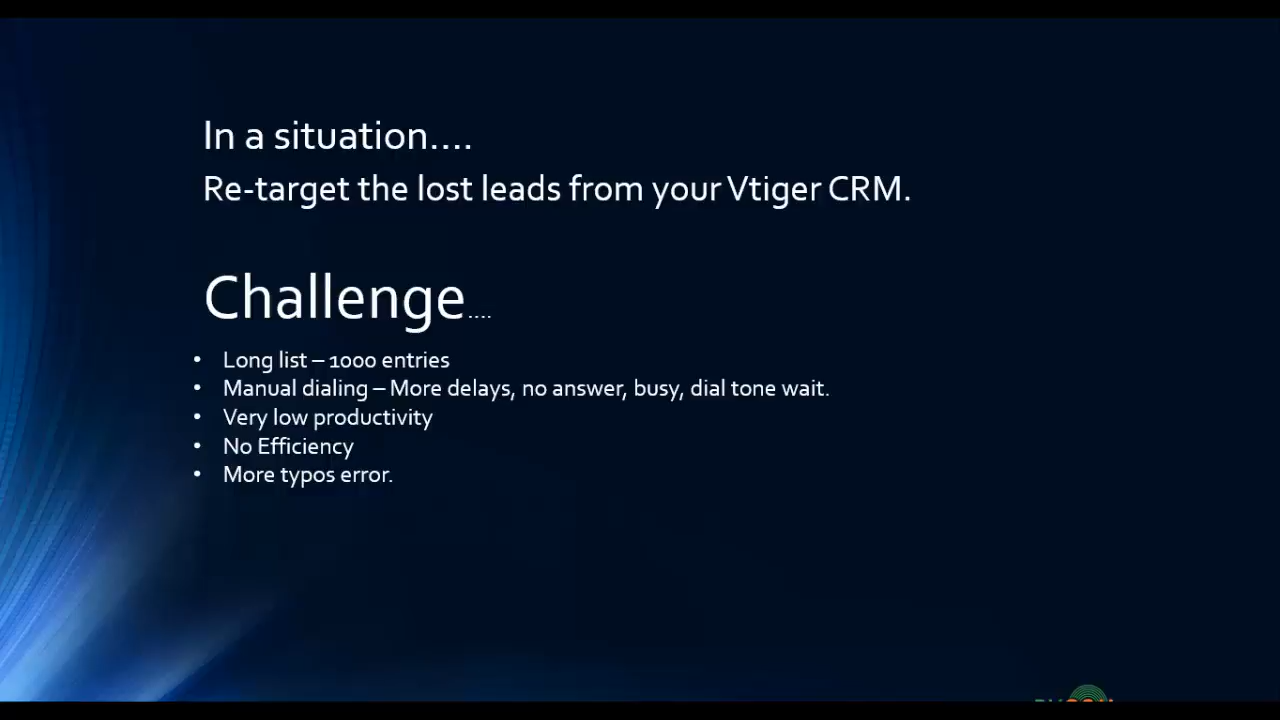 In a situation....
Re-target the lost leads from your Vtiger CRM.
Challenge....
• Long list – 1000 entries
• Manual dialing – More delays, no answer, busy, dial tone wait.
• Very low productivity
• No Efficiency
• More typos error.